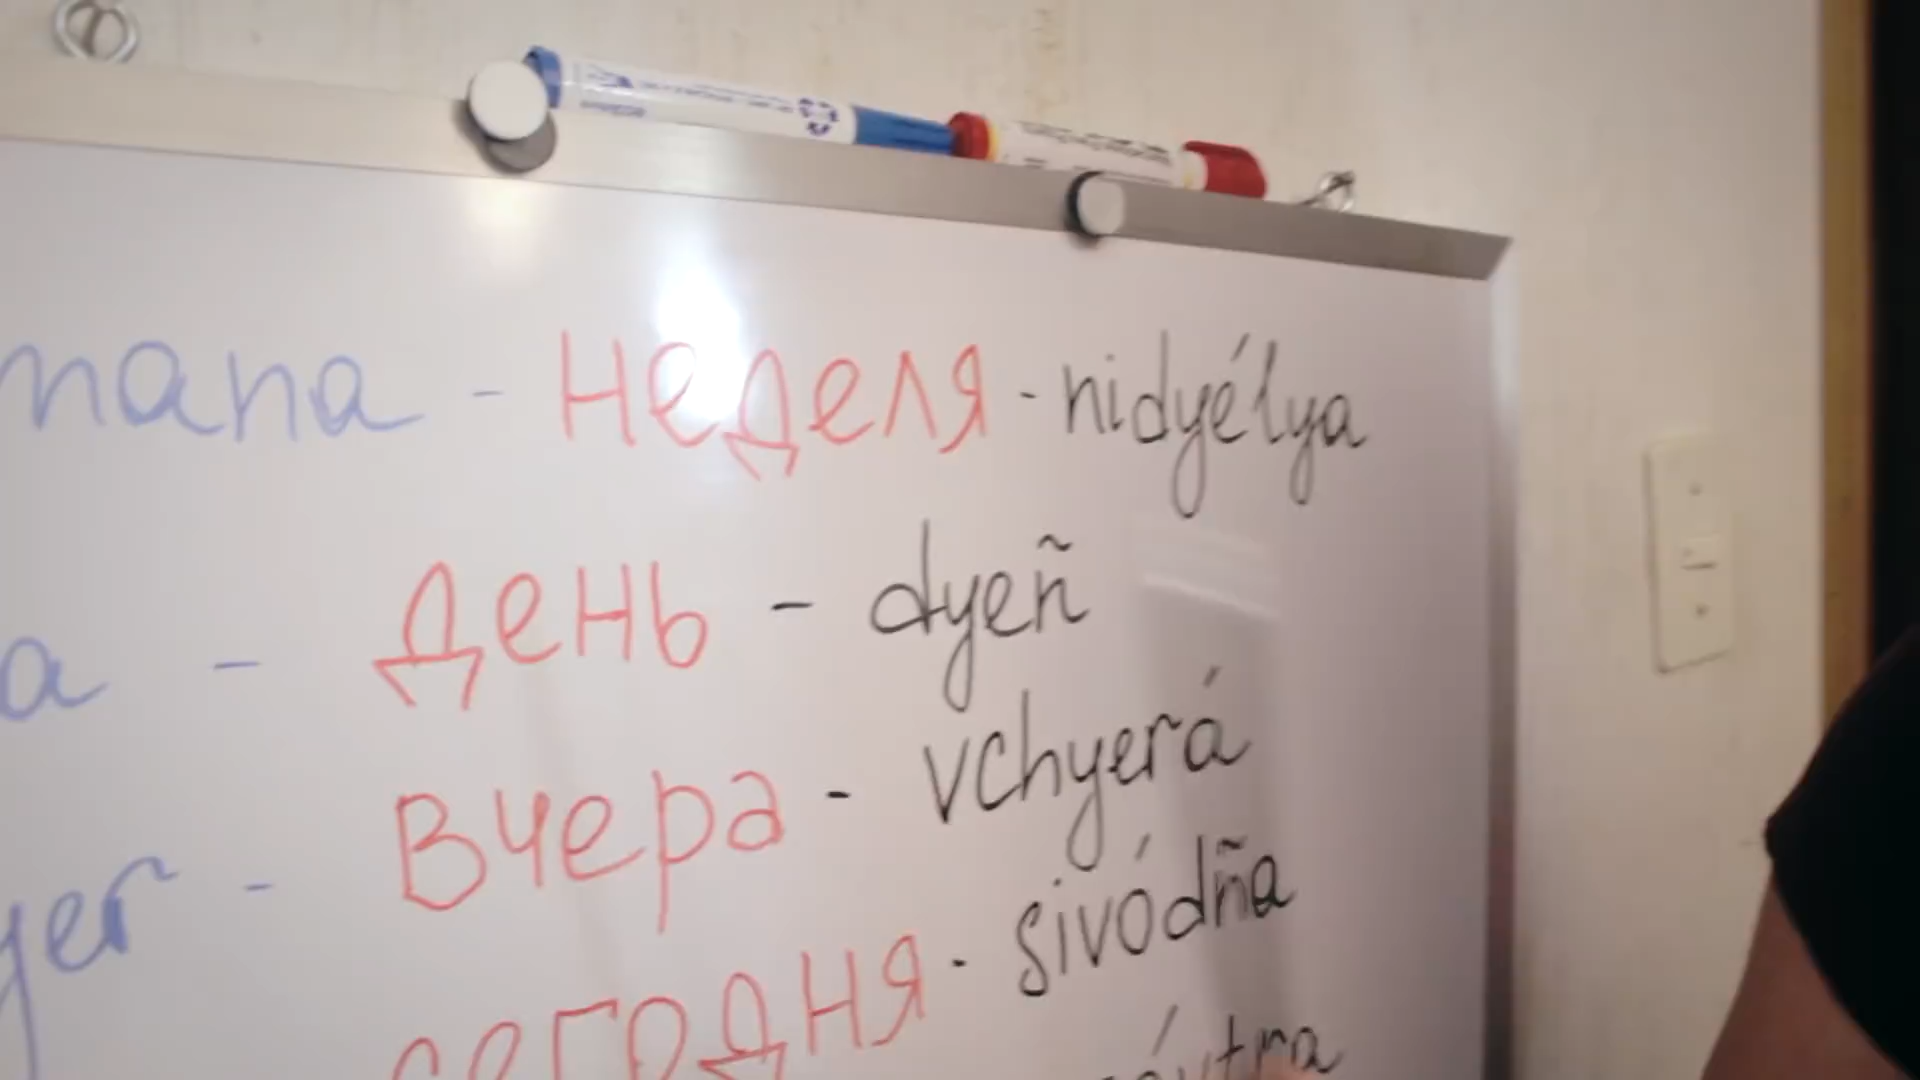 mana - неделя - nidyélya
a - день - dyeñ
yer - вчера - vchyerá
сегодня - sivódña